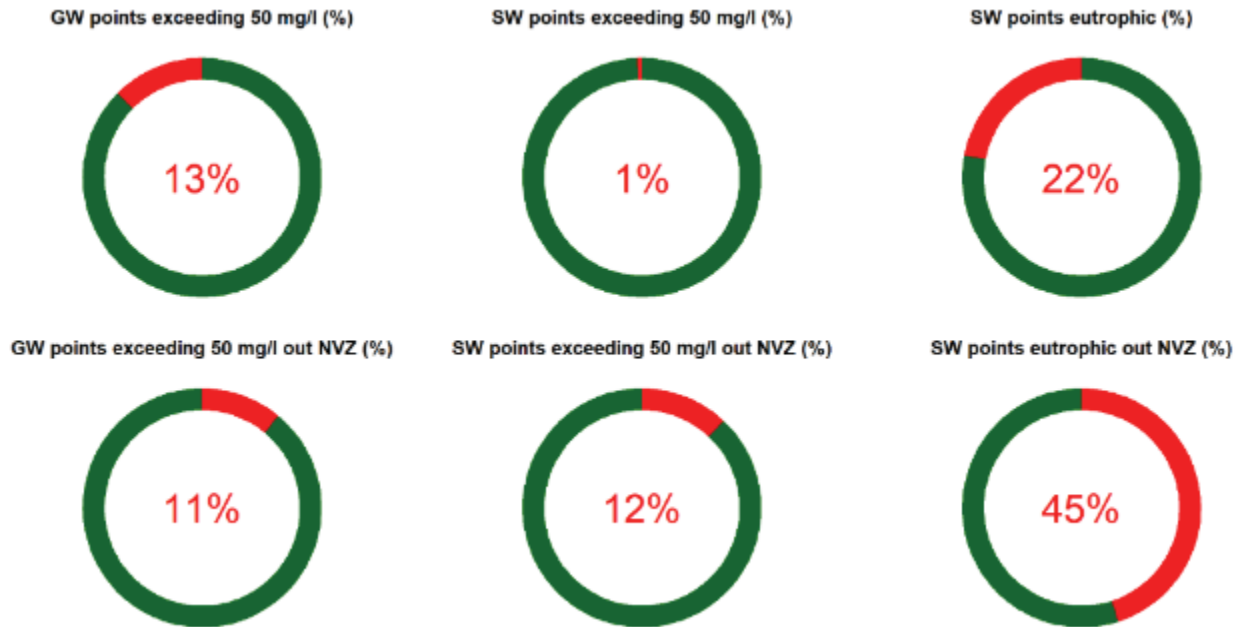 GW points exceeding 50 mg/l (%)
SW points exceeding 50 mg/l (%)
SW points eutrophic (%)
13%
1%
22%
GW points exceeding 50 mg/l out NVZ (%)
SW points exceeding 50 mg/l out NVZ (%)
SW points eutrophic out NVZ (%)
11%
12%
45%